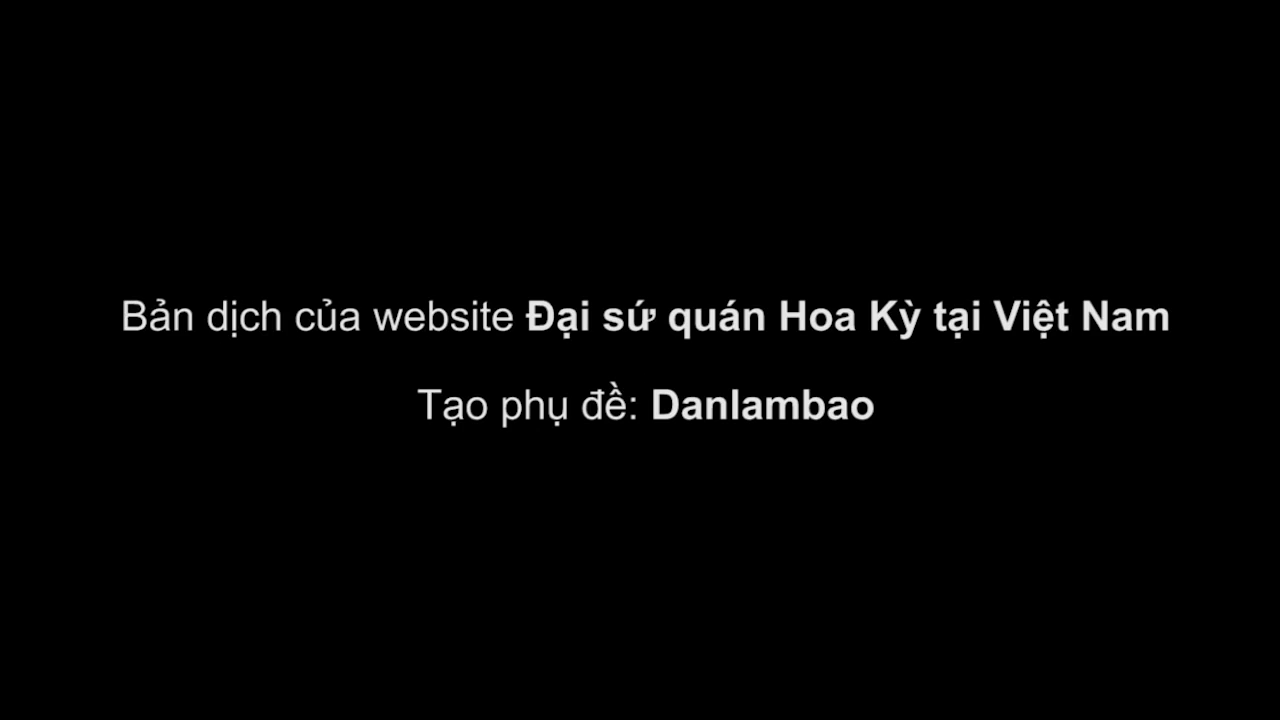 Bản dịch của website Đại sứ quán Hoa Kỳ tại Việt Nam
Tạo phụ đề: Danlambao